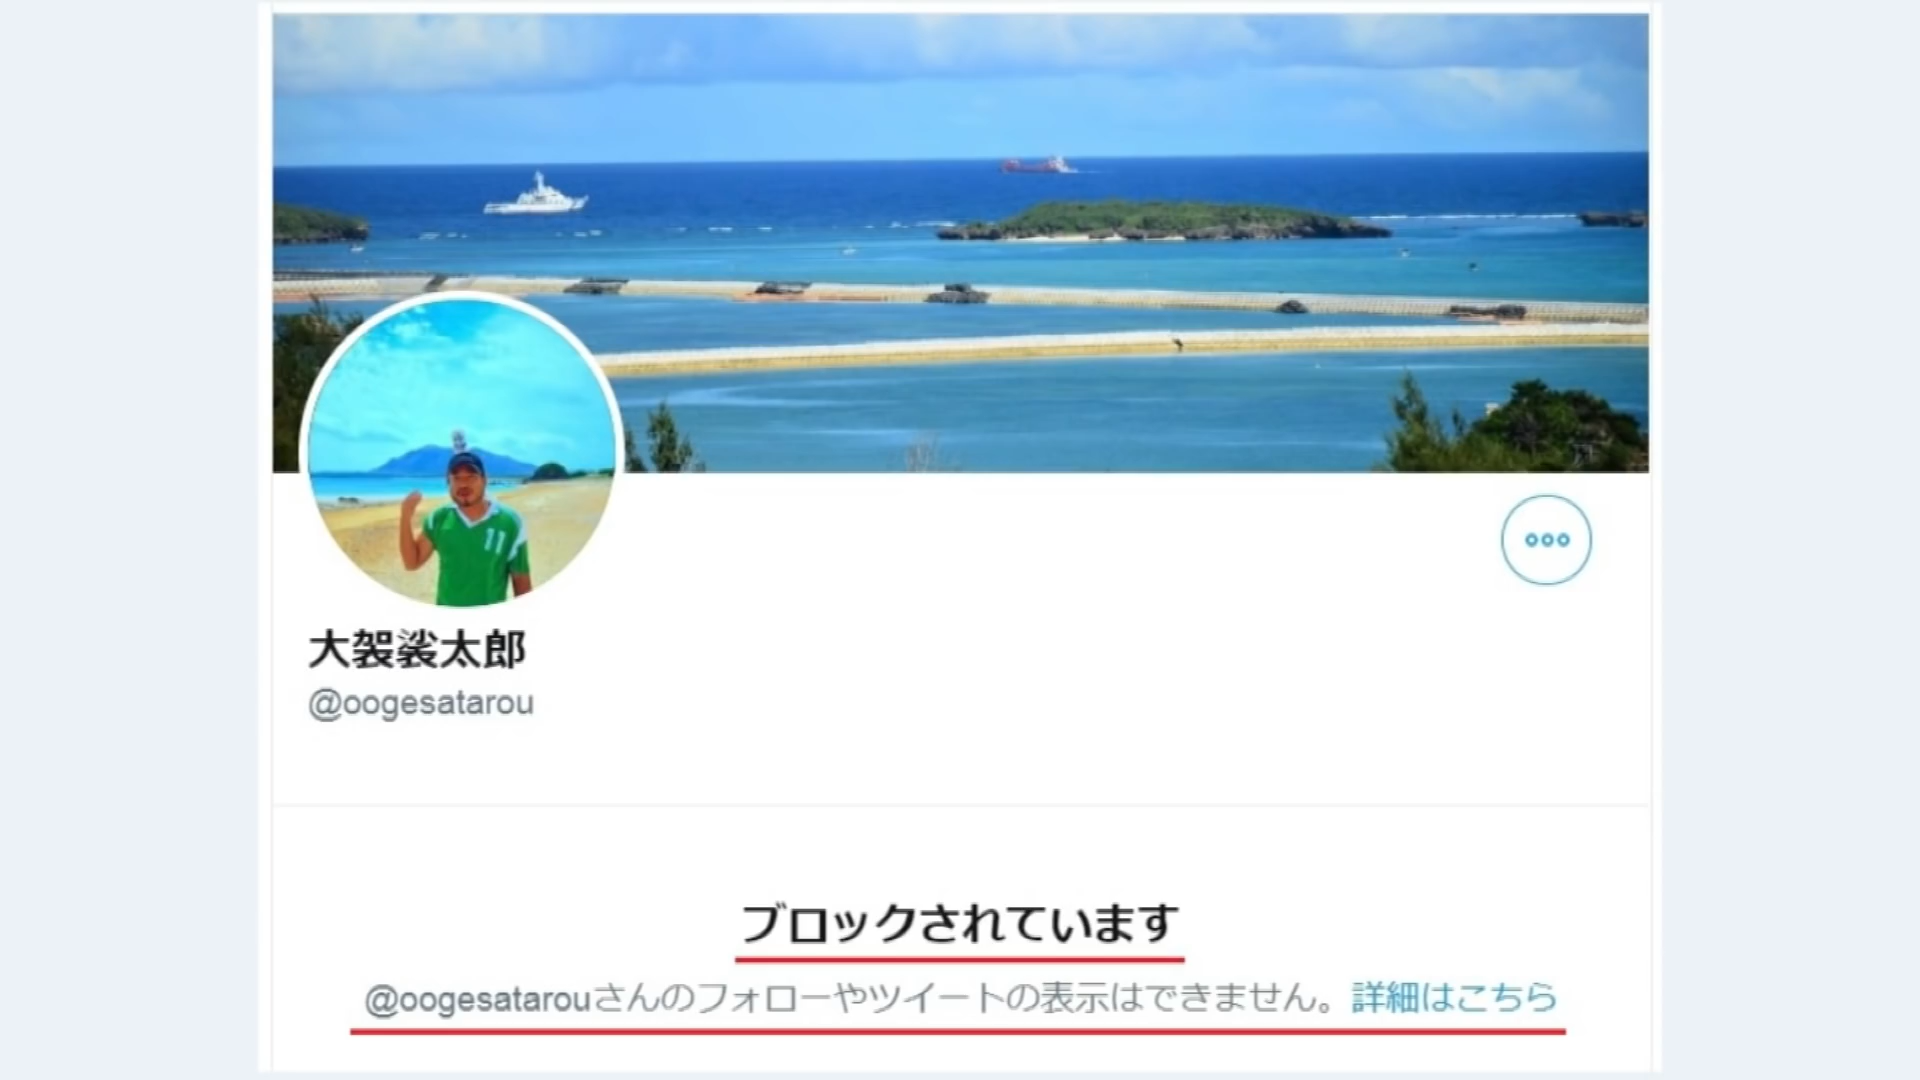 11
大袈裟太郎
@oogesatarou
ブロックされています
@oogesatarouさんのフォローやツイートの表示はできません。詳細はこちら